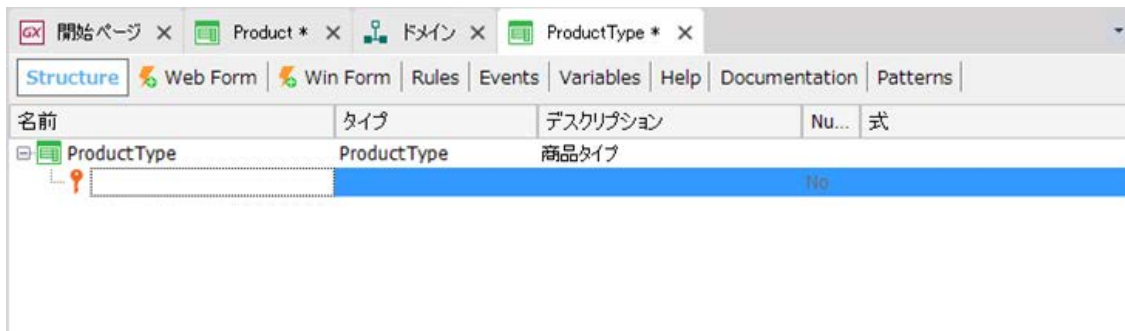 GX 開始ページ × Product * × ドメイン × ProductType * ×
Structure Web Form Win Form Rules Events Variables Help Documentation Patterns
名前 タイプ デスクリプション Nu... 式
ProductType ProductType 商品タイプ
No